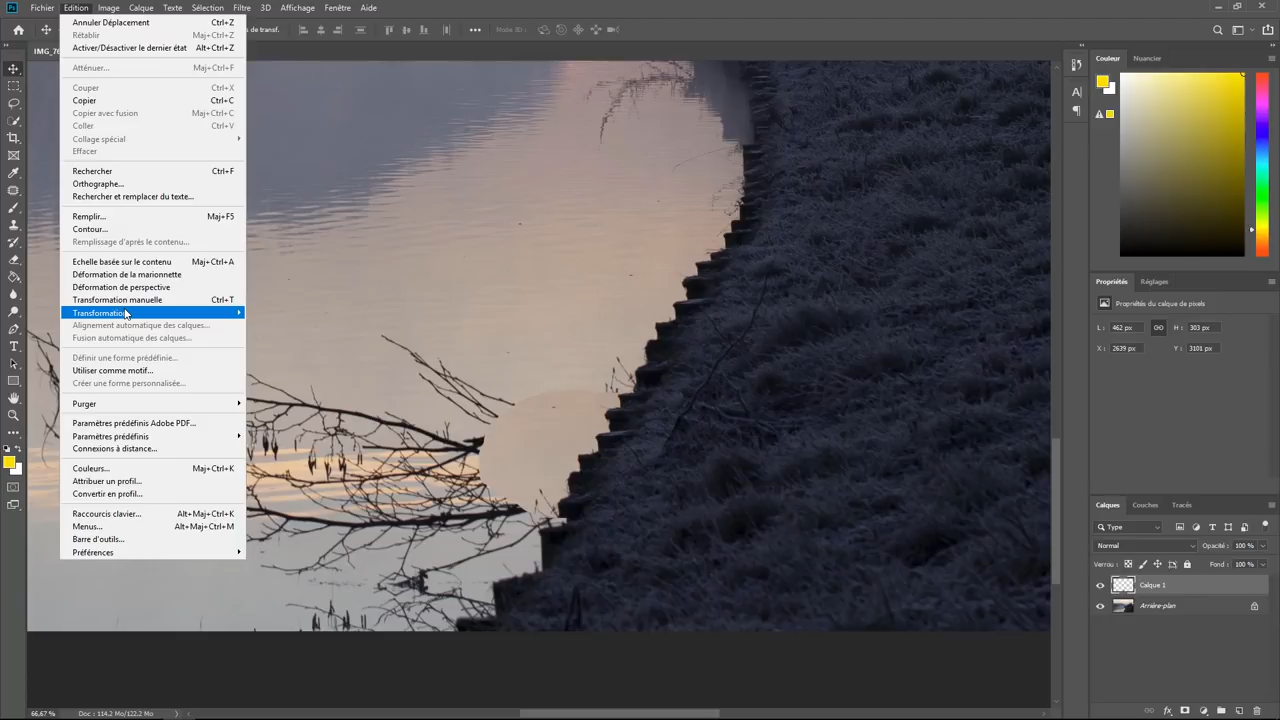 Ps Fichier Edition Image Calque Texte Sélection Filtre 3D Affichage Fenêtre Aide
de transf.
Mode 3D :
Annuler Déplacement Ctrl+Z
Rétablir Maj+Ctrl+Z
Activer/Désactiver le dernier état Alt+Ctrl+Z
Atténuer... Maj+Ctrl+F
Couper Ctrl+X
Copier Ctrl+C
Copier avec fusion Maj+Ctrl+C
Coller Ctrl+V
Collage spécial
Effacer
Rechercher Ctrl+F
Orthographe...
Rechercher et remplacer du texte...
Remplir... Maj+F5
Contour...
Remplissage d'après le contenu...
Echelle basée sur le contenu Maj+Ctrl+A
Déformation de la marionnette
Déformation de perspective
Transformation manuelle Ctrl+T
Transformation
Alignement automatique des calques...
Fusion automatique des calques...
Définir une forme prédéfinie...
Utiliser comme motif...
Créer une forme personnalisée...
Purger
Paramètres prédéfinis Adobe PDF...
Paramètres prédéfinis
Connexions à distance...
Couleurs... Maj+Ctrl+K
Attribuer un profil...
Convertir en profil...
Raccourcis clavier... Alt+Maj+Ctrl+K
Menus... Alt+Maj+Ctrl+M
Barre d'outils...
Préférences
Couleur Nuancier
Propriétés Réglages
Propriétés du calque de pixels
L : 462 px H : 303 px
X : 2639 px Y : 3101 px
Calques Couches Tracés
Type
Normal Opacité : 100 %
Verrou : Fond : 100 %
Calque 1
Arrière-plan
66,67 % Doc : 114,2 Mo/122,2 Mo